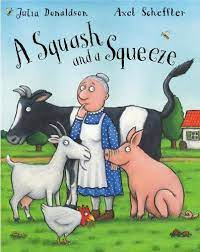 Julia Donaldson Axel Scheffler
A Squash
and a Squeeze